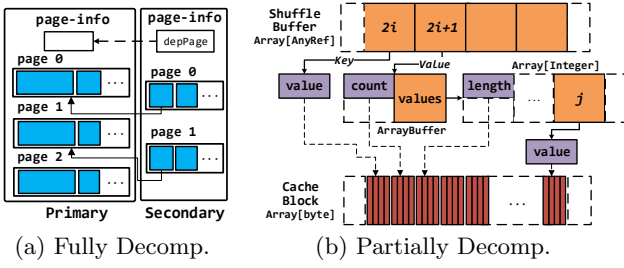 page-info
page-info
depPage
page 0
page 0
...
...
page 1
...
page 1
...
page 2
...
Primary
Secondary
(a) Fully Decomp.
Shuffle
Buffer
Array[AnyRef]
2i
2i+1
Key
Value
Array[Integer]
value
count
values
length
...
j
ArrayBuffer
value
Cache
Block
Array[byte]
...
(b) Partially Decomp.